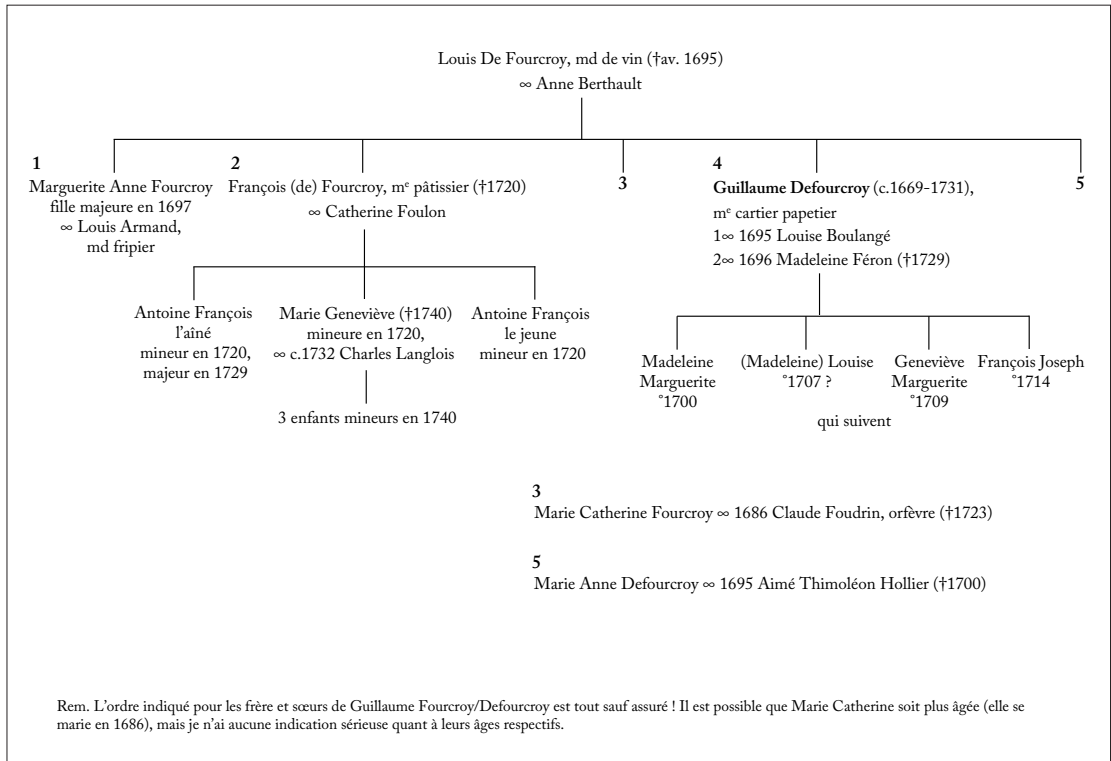 Louis De Fourcroy, md de vin (†av. 1695)
∞ Anne Berthault
1
Marguerite Anne Fourcroy
fille majeure en 1697
∞ Louis Armand,
md fripier
2
François (de) Fourcroy, mᵉ pâtissier (†1720)
∞ Catherine Foulon
3
4
Guillaume Defourcroy (c.1669-1731),
mᵉ cartier papetier
1∞ 1695 Louise Boulangé
2∞ 1696 Madeleine Féron (†1729)
5
Antoine François
l'aîné
mineur en 1720,
majeur en 1729
Marie Geneviève (†1740)
mineure en 1720,
∞ c.1732 Charles Langlois
Antoine François
le jeune
mineur en 1720
3 enfants mineurs en 1740
Madeleine
Marguerite
°1700
(Madeleine) Louise
°1707 ?
Geneviève
Marguerite
°1709
François Joseph
°1714
qui suivent
3
Marie Catherine Fourcroy ∞ 1686 Claude Foudrin, orfèvre (†1723)
5
Marie Anne Defourcroy ∞ 1695 Aimé Thimoléon Hollier (†1700)
Rem. L'ordre indiqué pour les frère et sœurs de Guillaume Fourcroy/Defourcroy est tout sauf assuré ! Il est possible que Marie Catherine soit plus âgée (elle se
marie en 1686), mais je n'ai aucune indication sérieuse quant à leurs âges respectifs.